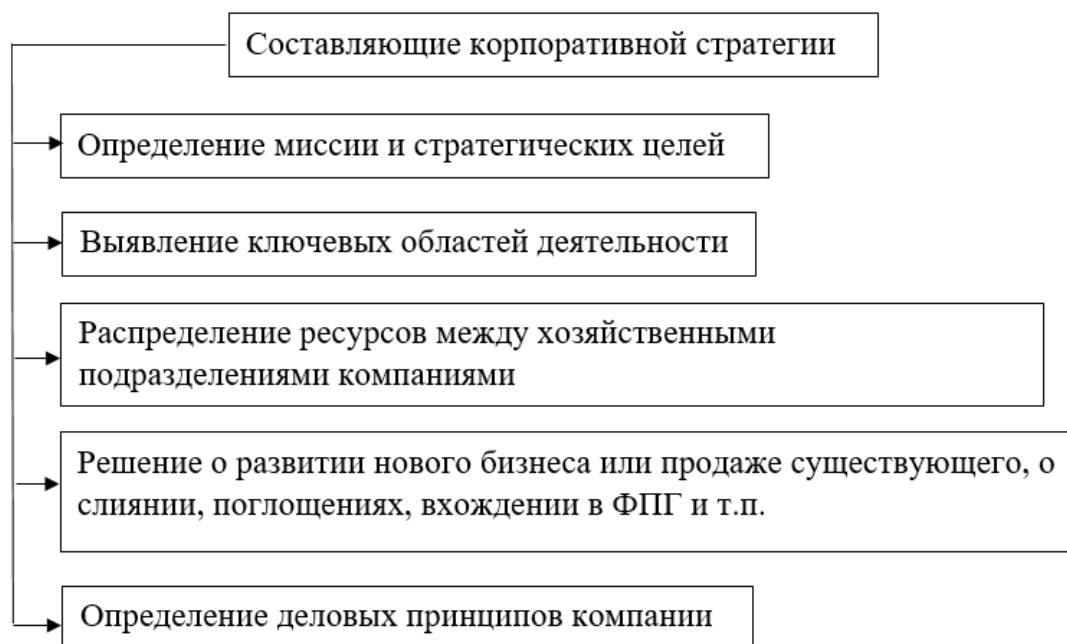 Составляющие корпоративной стратегии
Определение миссии и стратегических целей
Выявление ключевых областей деятельности
Распределение ресурсов между хозяйственными
подразделениями компаниями
Решение о развитии нового бизнеса или продаже существующего, о
слиянии, поглощениях, вхождении в ФПГ и т.п.
Определение деловых принципов компании